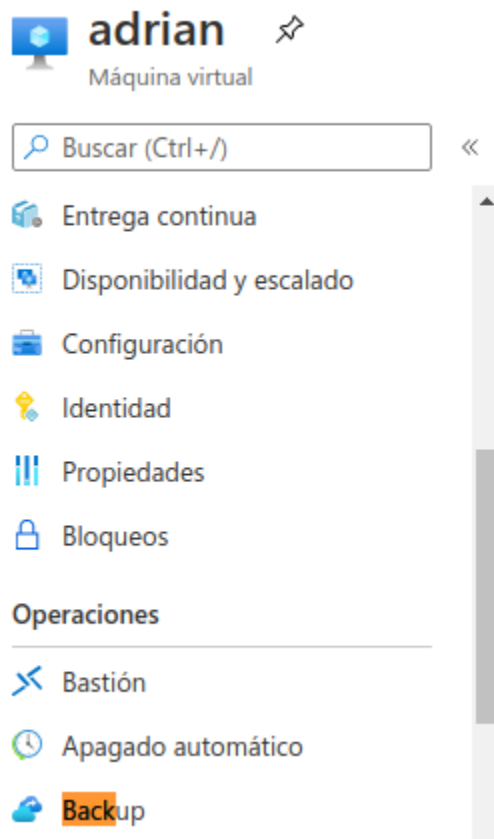 adrian
Máquina virtual
Buscar (Ctrl+/)
Entrega continua
Disponibilidad y escalado
Configuración
Identidad
Propiedades
Bloqueos
Operaciones
Bastión
Apagado automático
Backup